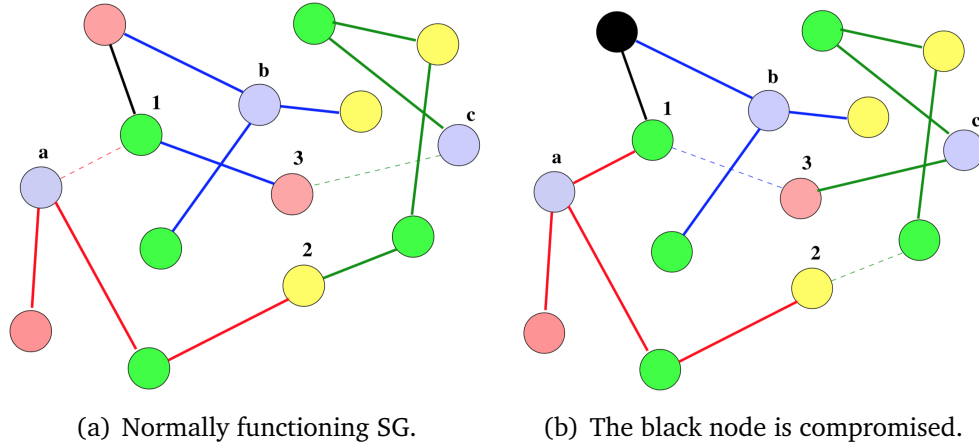 b
1
c
a
3
2
b
1
c
a
3
2
(a) Normally functioning SG.
(b) The black node is compromised.